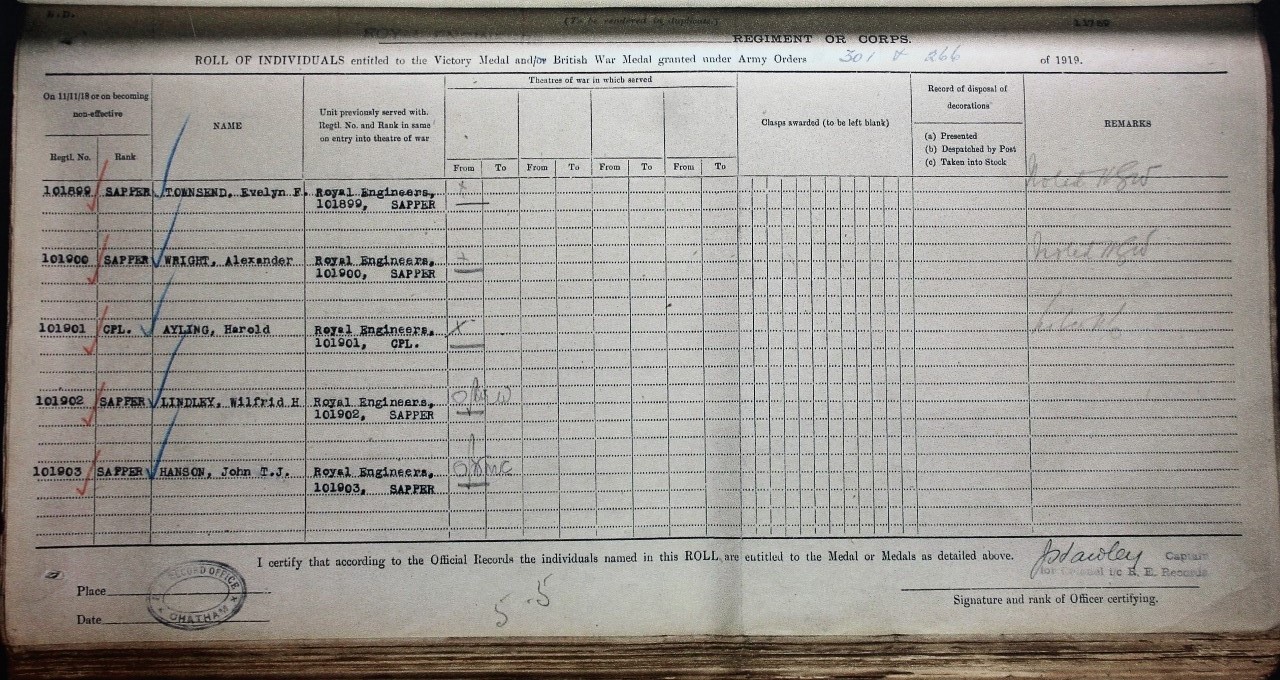 (To be rendered in duplicate.)
REGIMENT OR CORPS.
ROLL OF INDIVIDUALS entitled to the Victory Medal and/or British War Medal granted under Army Orders 301 & 266 of 1919.
On 11/11/18 or on becoming non-effective
Regtl. No.
Rank
NAME
Unit previously served with. Regtl. No. and Rank in same on entry into theatre of war
Theatres of war in which served
From To From To From To From To
Clasps awarded (to be left blank)
Record of disposal of decorations
(a) Presented
(b) Despatched by Post
(c) Taken into Stock
REMARKS
101899 SAPPER TOWNSEND, Evelyn F. Royal Engineers, x Noted
101899, SAPPER
101900 SAPPER WRIGHT, Alexander Royal Engineers, x Noted
101900, SAPPER
101901 CPL. AYLING, Harold Royal Engineers, X
101901, CPL.
101902 SAPPER LINDLEY, Wilfrid H Royal Engineers,
101902, SAPPER
101903 SAPPER HANSON, John T.J. Royal Engineers,
101903, SAPPER
I certify that according to the Official Records the individuals named in this ROLL are entitled to the Medal or Medals as detailed above.
Captain
for Colonel i/c R. E. Records
Signature and rank of Officer certifying.
Place
Date
RECORD OFFICE
CHATHAM
5 .5